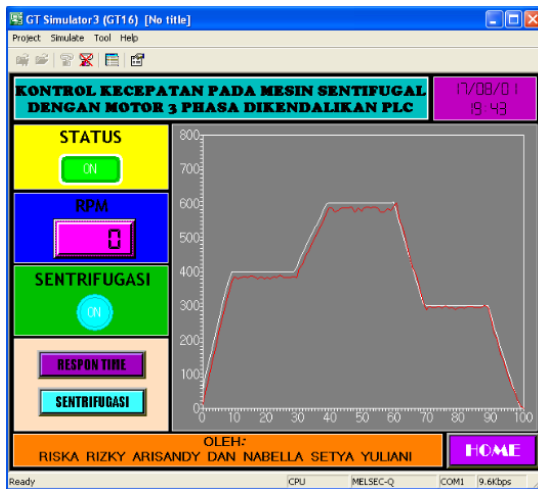 GT Simulator3 (GT16) [No title]
Project Simulate Tool Help
KONTROL KECEPATAN PADA MESIN SENTIFUGAL
DENGAN MOTOR 3 PHASA DIKENDALIKAN PLC
17/08/01
19:43
STATUS
ON
RPM
0
SENTRIFUGASI
ON
RESPON TIME
SENTRIFUGASI
800
700
600
500
400
300
200
100
0
0 10 20 30 40 50 60 70 80 90 100
OLEH:
RISKA RIZKY ARISANDY DAN NABELLA SETYA YULIANI
HOME
Ready CPU MELSEC-Q COM1 9.6Kbps